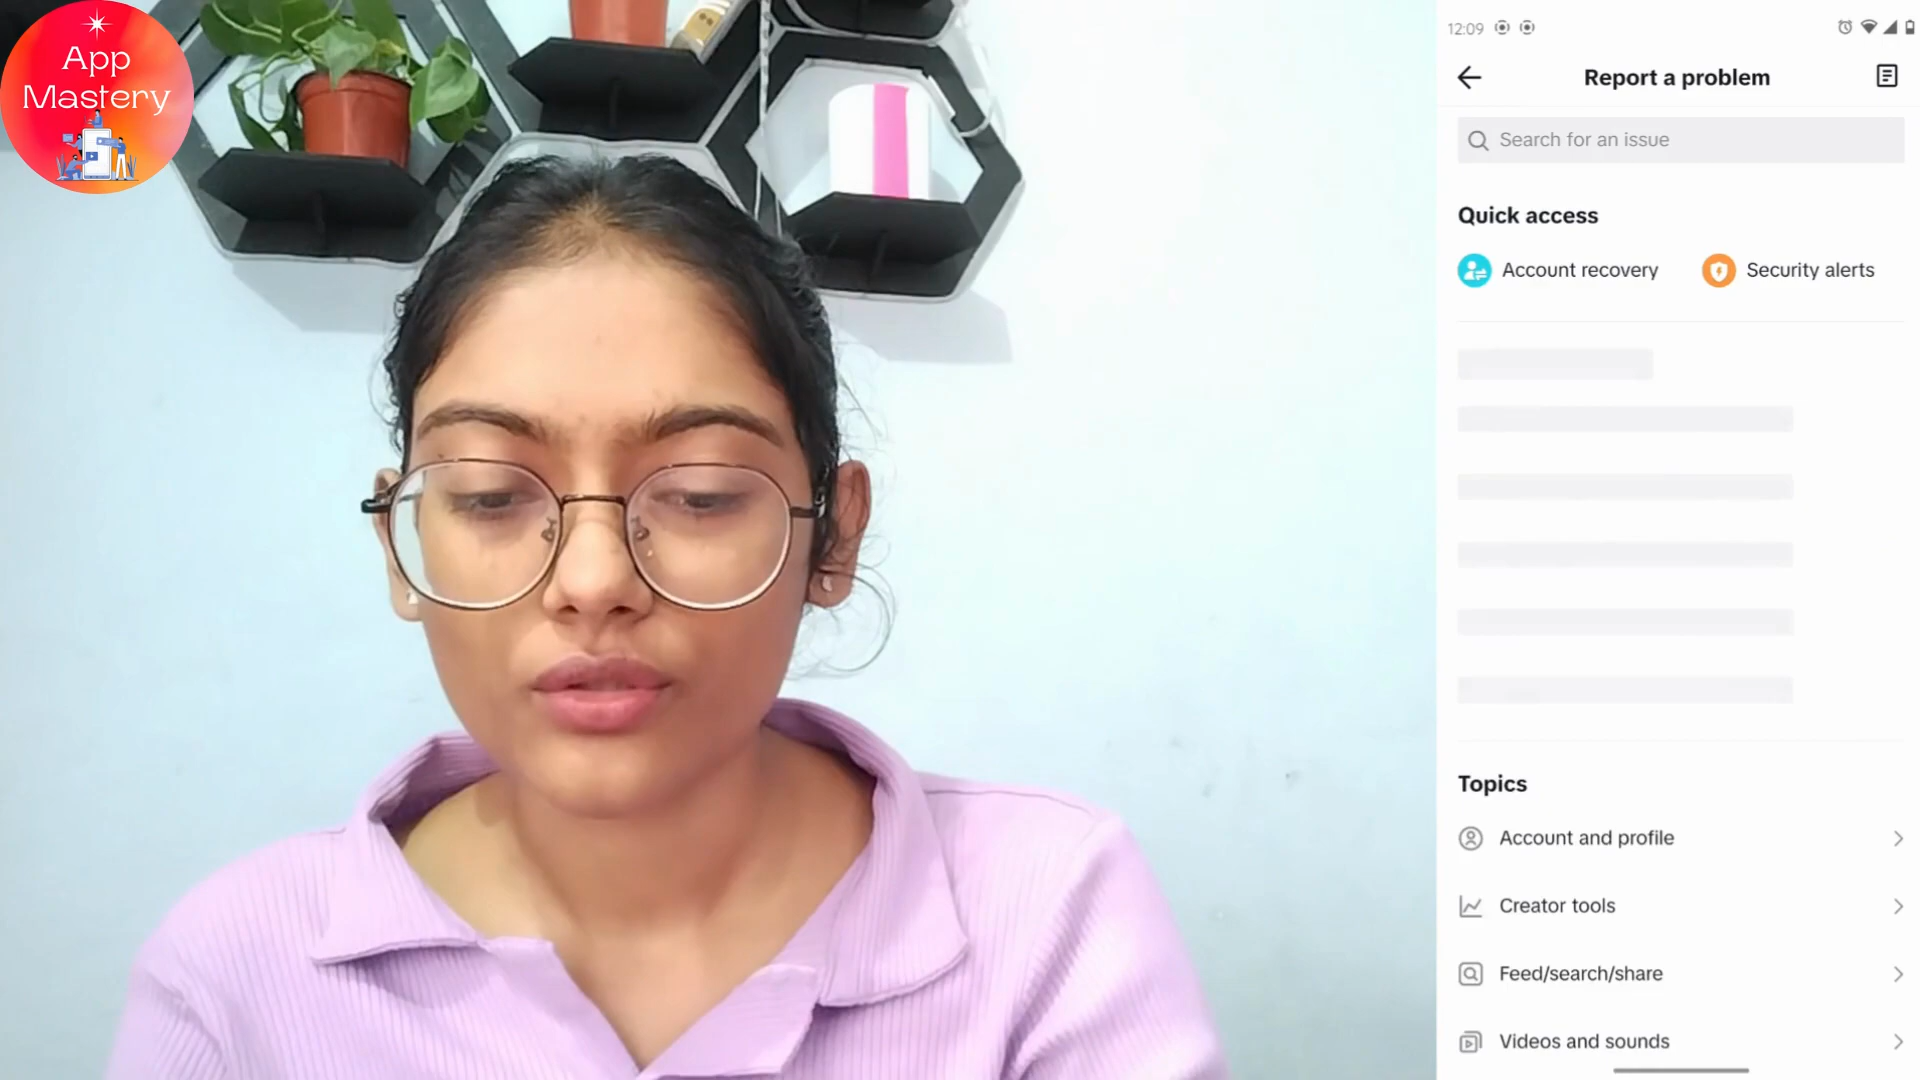 App
Mastery
12:09
Report a problem
Search for an issue
Quick access
Account recovery
Security alerts
Topics
Account and profile
Creator tools
Feed/search/share
Videos and sounds